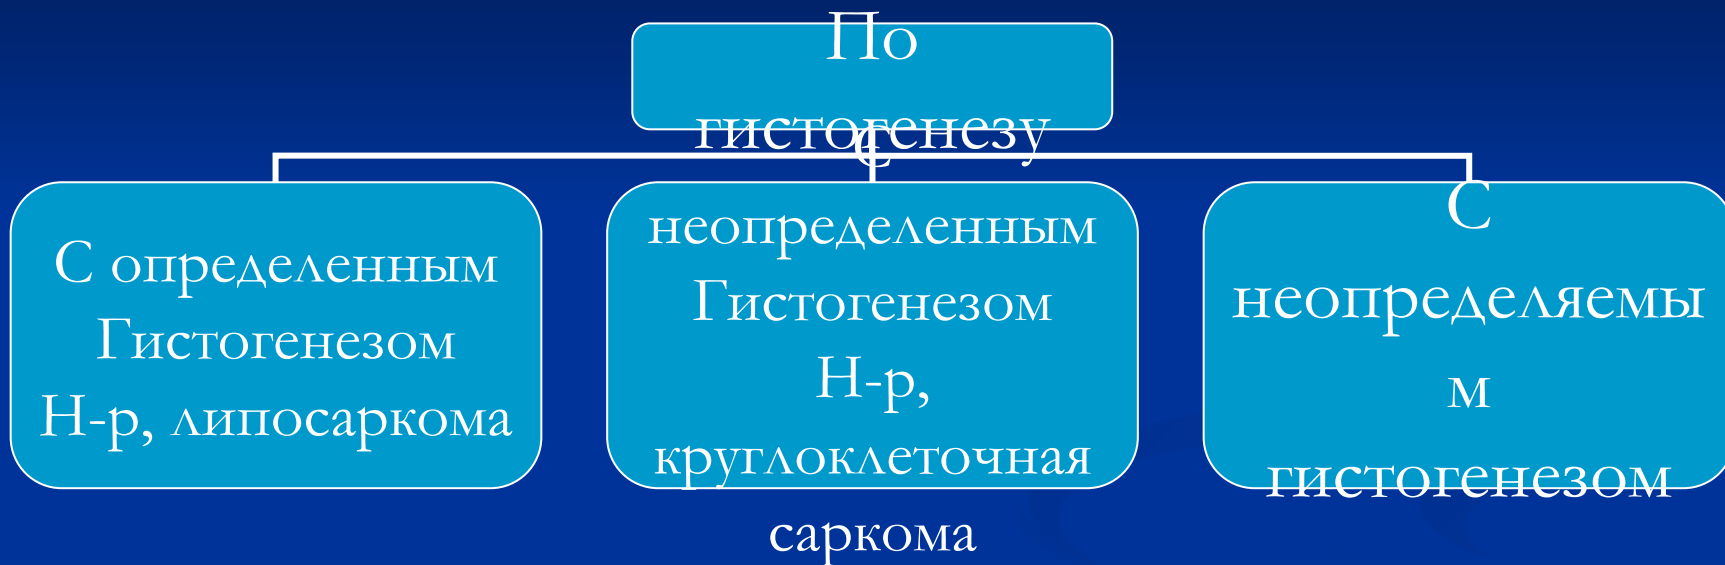 По
гистогенезу
С определенным
Гистогенезом
Н-р, липосаркома
С
неопределенным
Гистогенезом
Н-р,
круглоклеточная
саркома
С
неопределяемы
м
гистогенезом